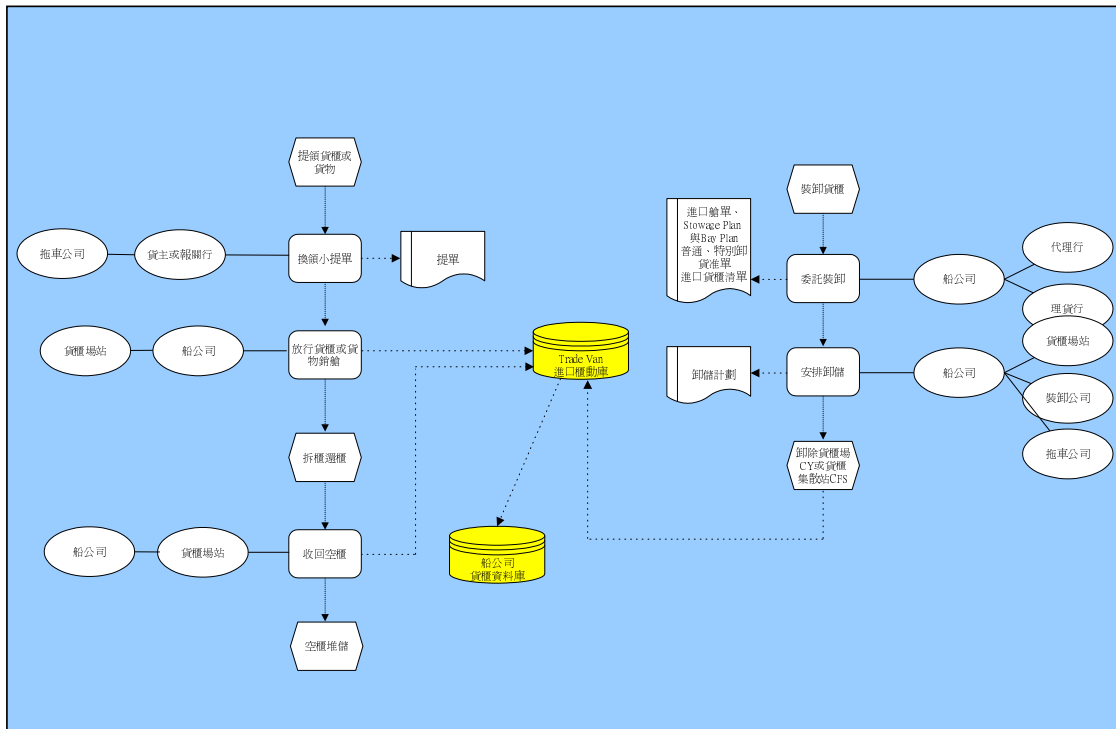 提領貨櫃或
貨物
拖車公司
貨主或報關行
換領小提單
提單
貨櫃場站
船公司
放行貨櫃或貨
物銷艙
拆櫃還櫃
船公司
貨櫃場站
收回空櫃
空櫃堆儲
Trade Van
進口櫃動庫
船公司
貨櫃資料庫
裝卸貨櫃
進口艙單、
Stowage Plan
與Bay Plan
普通、特別卸
貨准單
進口貨櫃清單
委託裝卸
船公司
代理行
理貨行
卸儲計劃
安排卸儲
船公司
貨櫃場站
裝卸公司
拖車公司
卸除貨櫃場
CY或貨櫃
集散站CFS